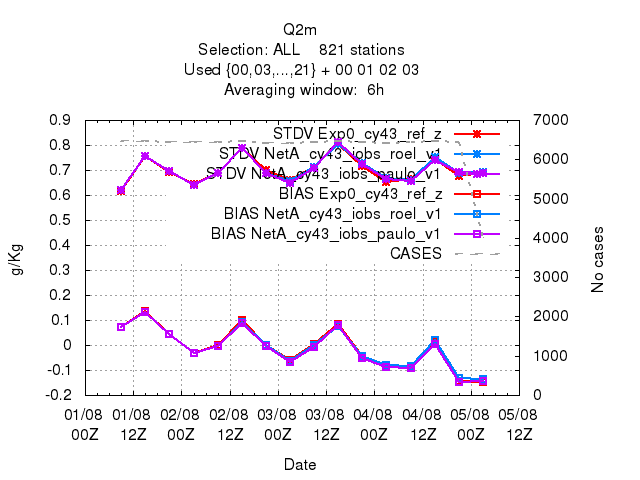 Q2m
Selection: ALL 821 stations
Used {00,03,...,21} + 00 01 02 03
Averaging window: 6h
0.9
0.8
0.7
0.6
0.5
0.4
0.3
0.2
0.1
0
-0.1
-0.2
g/Kg
STDV Exp0_cy43_ref_z
STDV NetA_cy43_iobs_roel_v1
STDV NetA_cy43_iobs_paulo_v1
BIAS Exp0_cy43_ref_z
BIAS NetA_cy43_iobs_roel_v1
BIAS NetA_cy43_iobs_paulo_v1
CASES
7000
6000
5000
4000
3000
2000
1000
0
No cases
01/08 01/08 02/08 02/08 03/08 03/08 04/08 04/08 05/08 05/08
00Z 12Z 00Z 12Z 00Z 12Z 00Z 12Z 00Z 12Z
Date